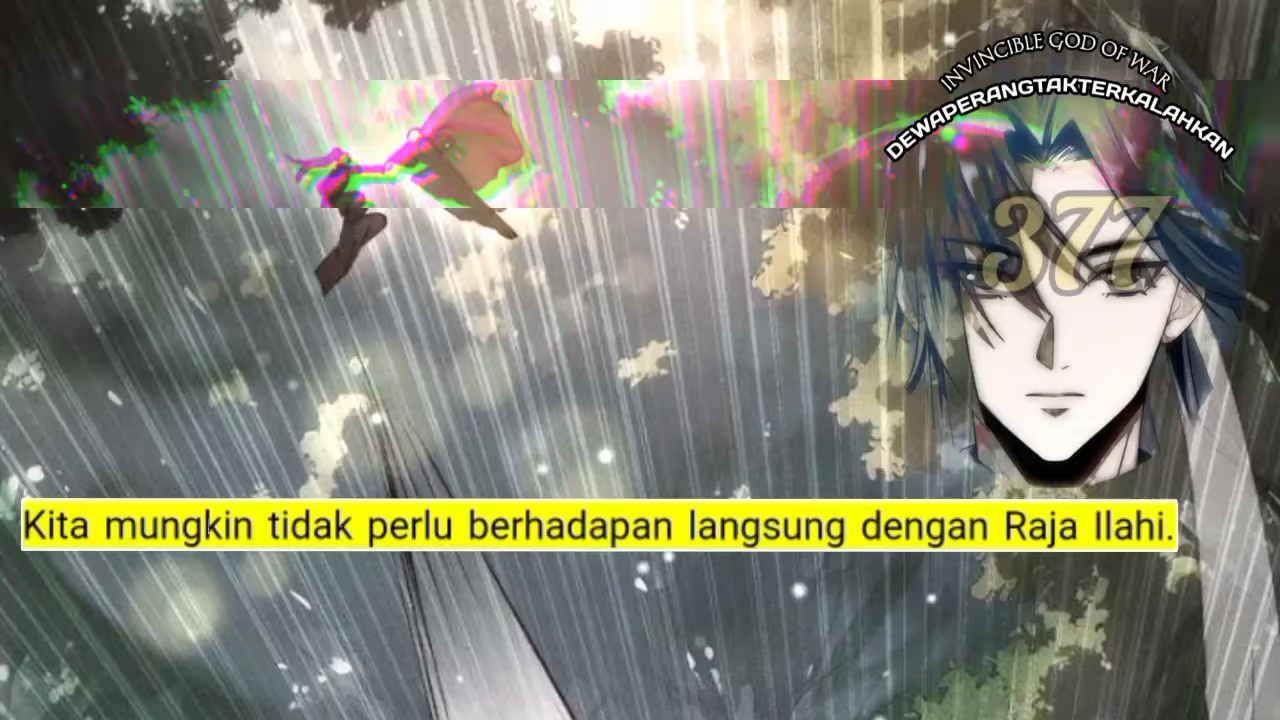 INVINCIBLE GOD OF WAR
DEWAPERANGTAKTERKALAHKAN
377
Kita mungkin tidak perlu berhadapan langsung dengan Raja Ilahi.